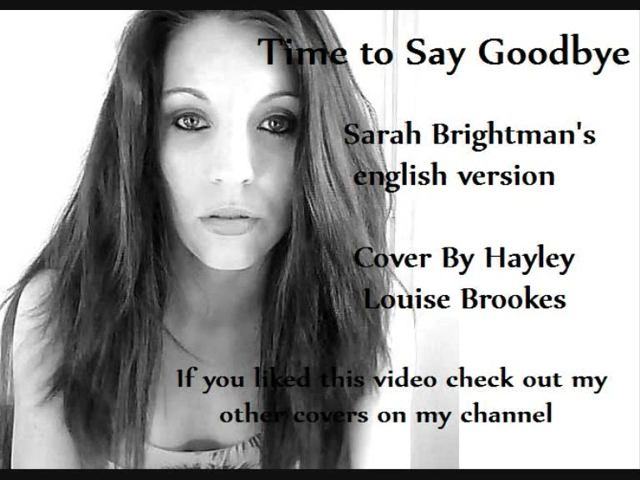 Time to Say Goodbye
Sarah Brightman's
english version
Cover By Hayley
Louise Brookes
If you liked this video check out my
other covers on my channel